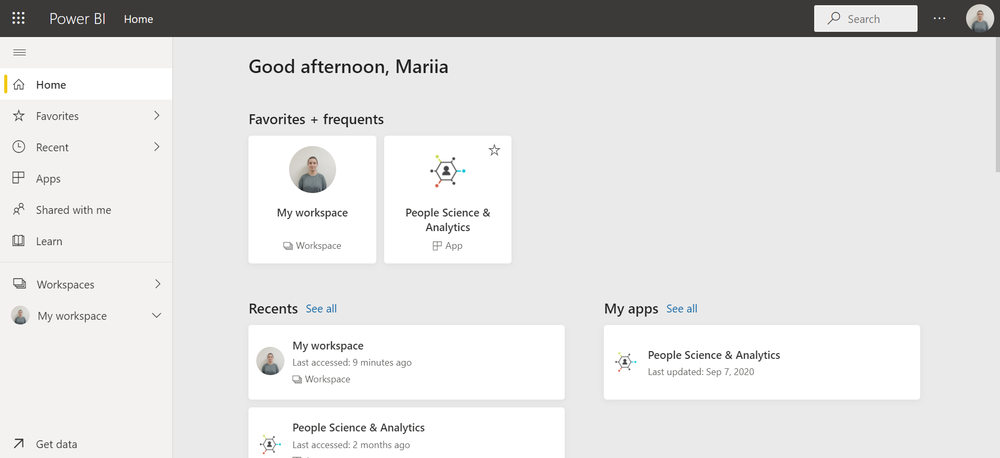 Power BI
Home
Search
Home
Favorites
Recent
Apps
Shared with me
Learn
Workspaces
My workspace
Get data
Good afternoon, Mariia
Favorites + frequents
My workspace
Workspace
People Science &
Analytics
App
Recents See all
My workspace
Last accessed: 9 minutes ago
Workspace
People Science & Analytics
Last accessed: 2 months ago
My apps See all
People Science & Analytics
Last updated: Sep 7, 2020